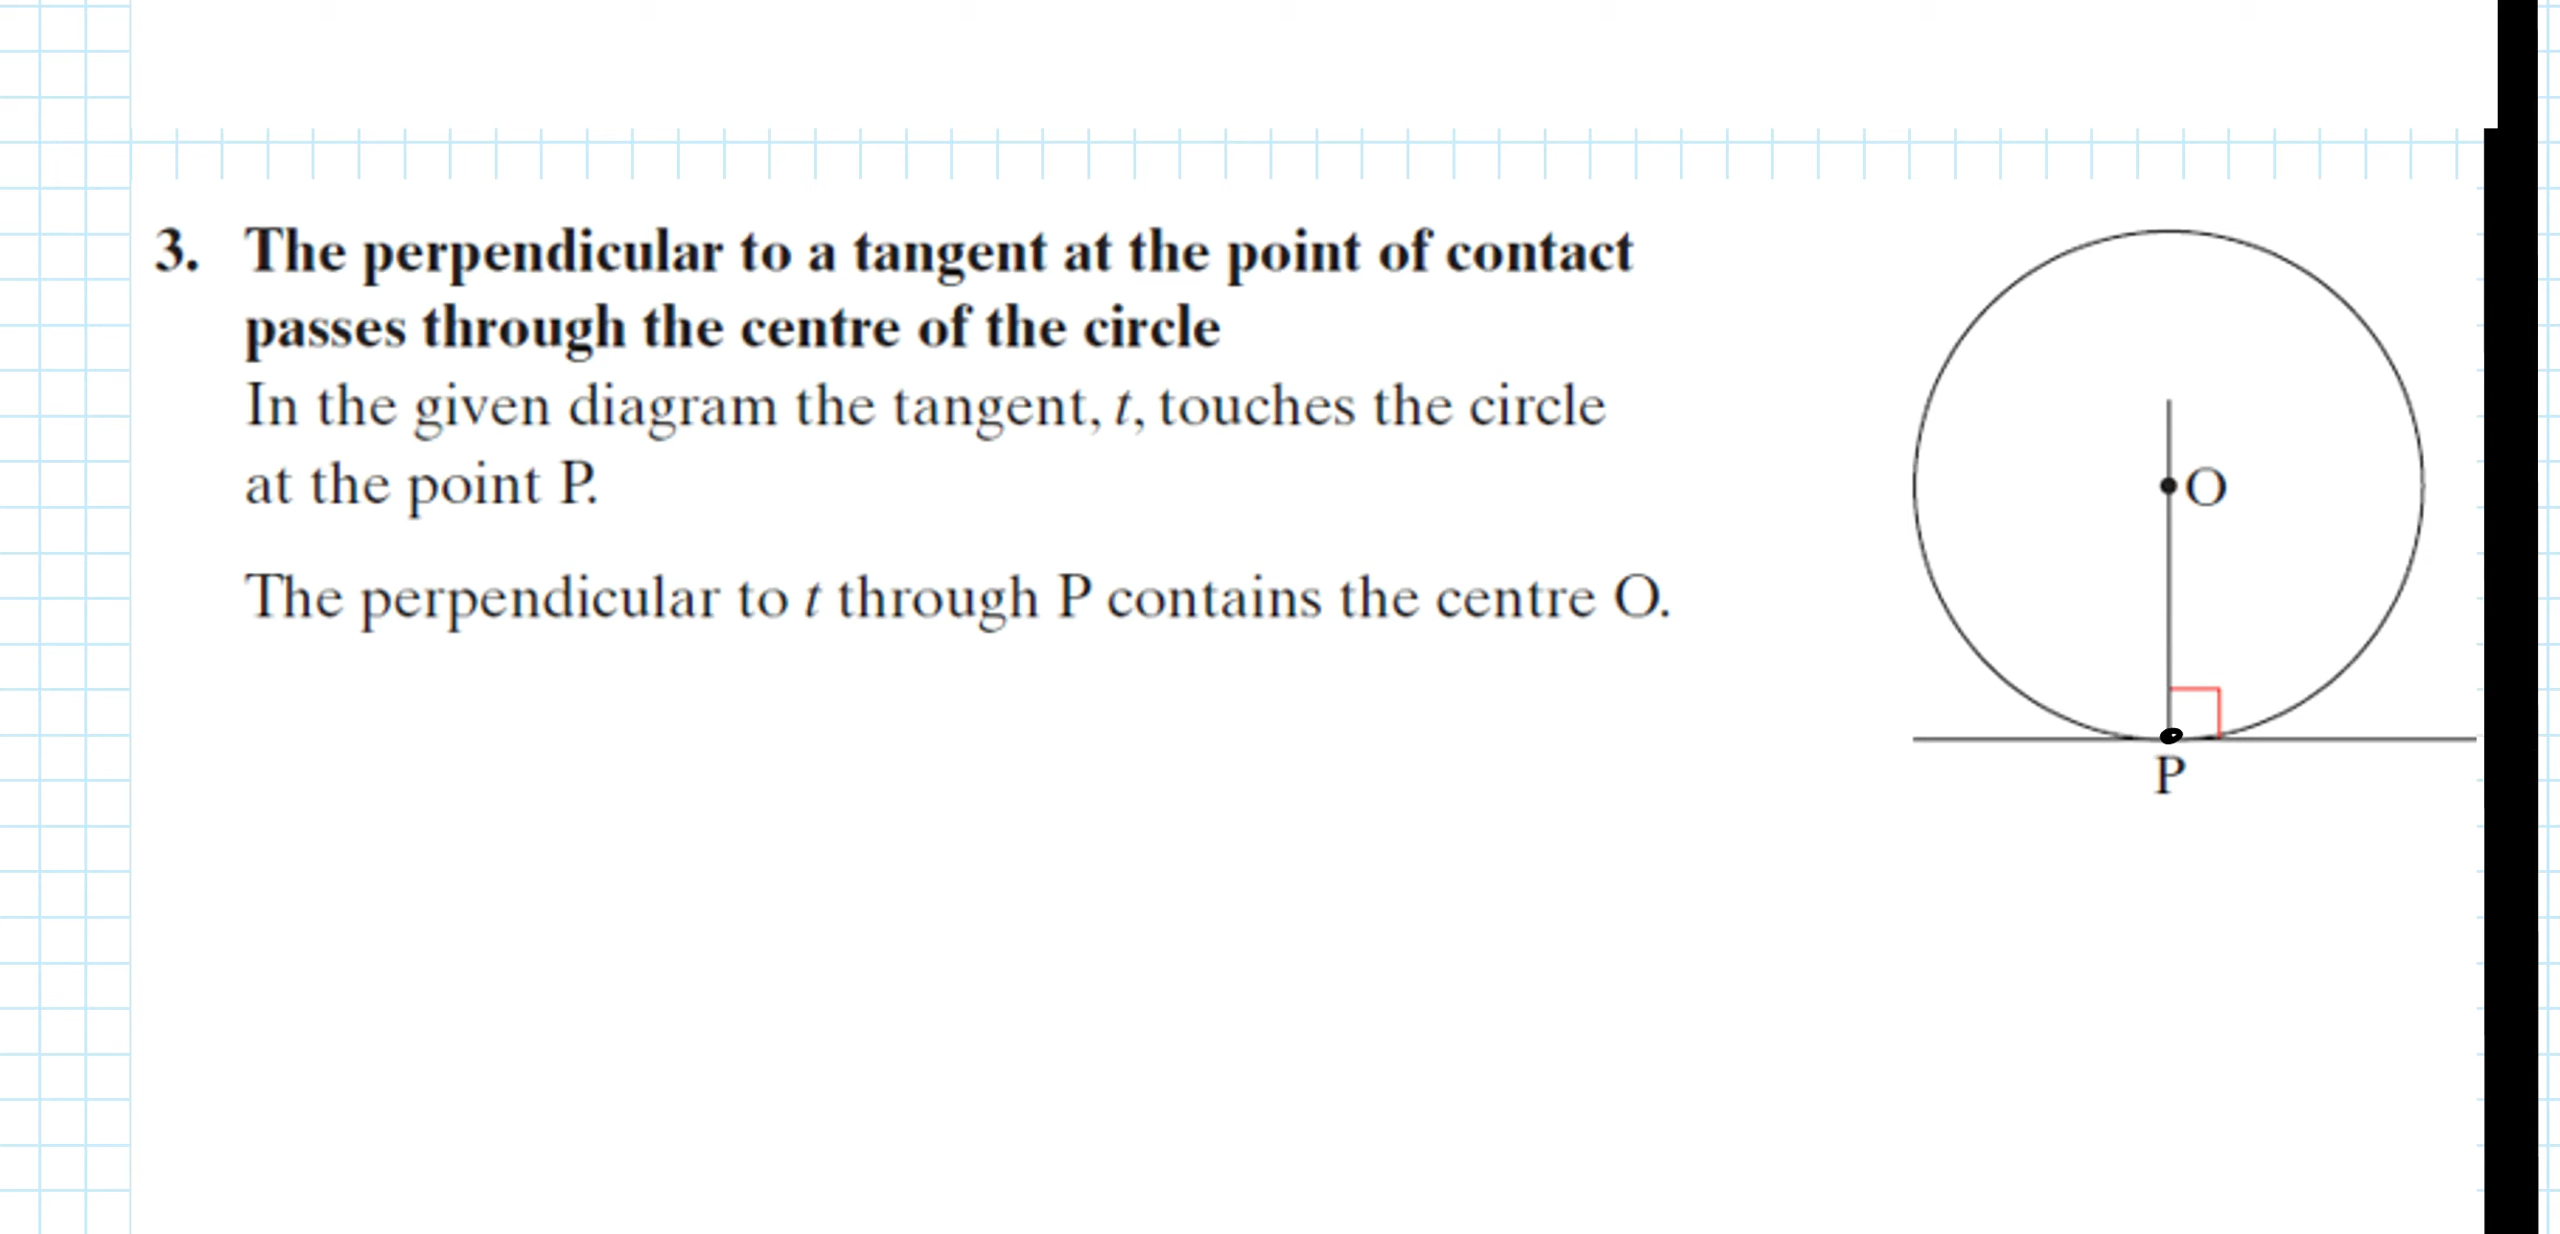 3. The perpendicular to a tangent at the point of contact
passes through the centre of the circle
In the given diagram the tangent, t, touches the circle
at the point P.
The perpendicular to t through P contains the centre O.
O
P